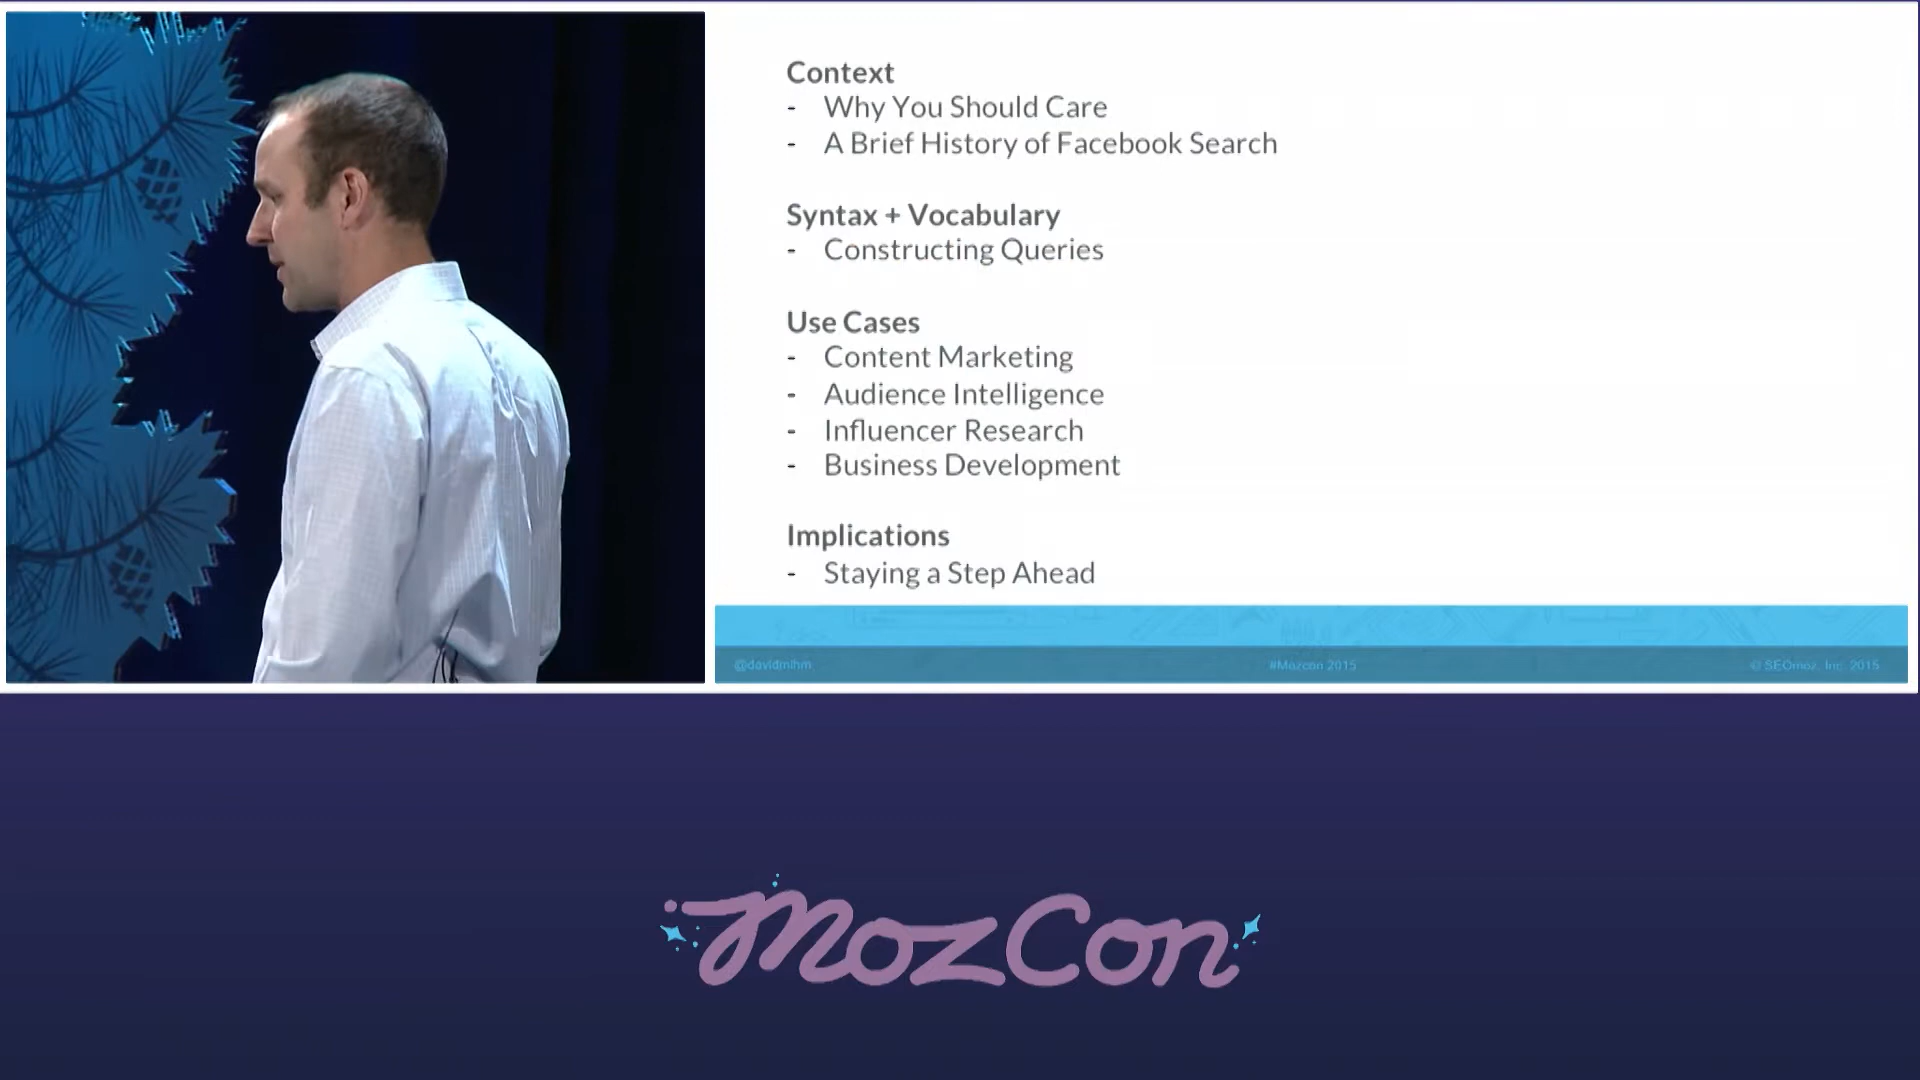 Context
- Why You Should Care
- A Brief History of Facebook Search
Syntax + Vocabulary
- Constructing Queries
Use Cases
- Content Marketing
- Audience Intelligence
- Influencer Research
- Business Development
Implications
- Staying a Step Ahead
@davidmihm
#Mozcon 2015
© SEOmoz, Inc. 2015
MozCon